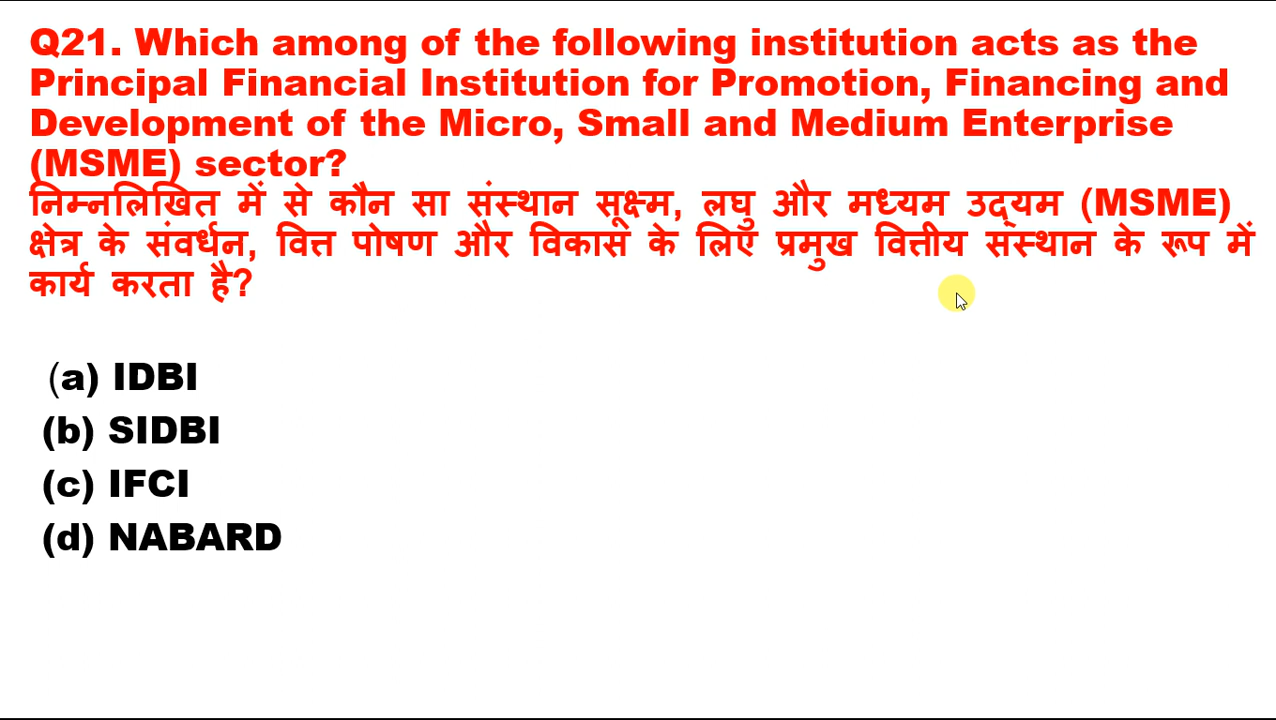 Q21. Which among of the following institution acts as the
Principal Financial Institution for Promotion, Financing and
Development of the Micro, Small and Medium Enterprise
(MSME) sector?
निम्नलिखित में से कौन सा संस्थान सूक्ष्म, लघु और मध्यम उद्यम (MSME)
क्षेत्र के संवर्धन, वित्त पोषण और विकास के लिए प्रमुख वित्तीय संस्थान के रूप में
कार्य करता है?
(a) IDBI
(b) SIDBI
(c) IFCI
(d) NABARD